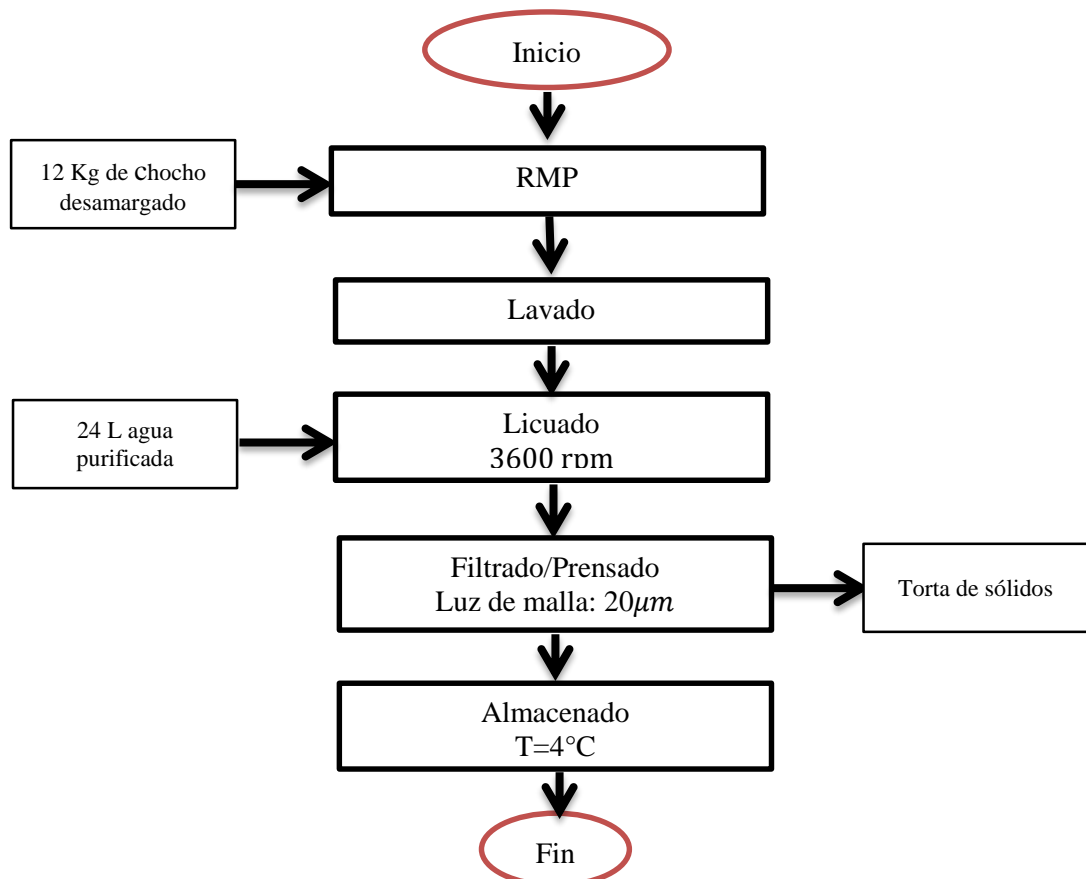 Inicio
12 Kg de Chocho
desamargado
RMP
Lavado
24 L agua
purificada
Licuado
3600 rpm
Filtrado/Prensado
Luz de malla: 20𝜇𝑚
Torta de sólidos
Almacenado
T=4°C
Fin